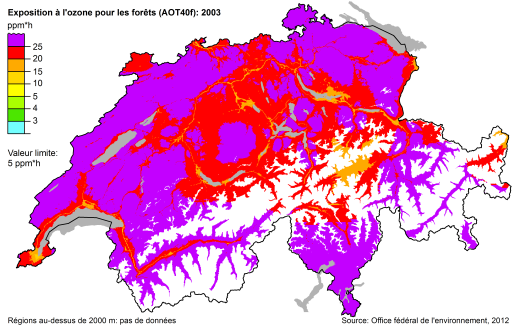 Exposition à l'ozone pour les forêts (AOT40f): 2003
ppm*h
25
20
15
10
5
4
3
Valeur limite:
5 ppm*h
Régions au-dessus de 2000 m: pas de données
Source: Office fédéral de l'environnement, 2012